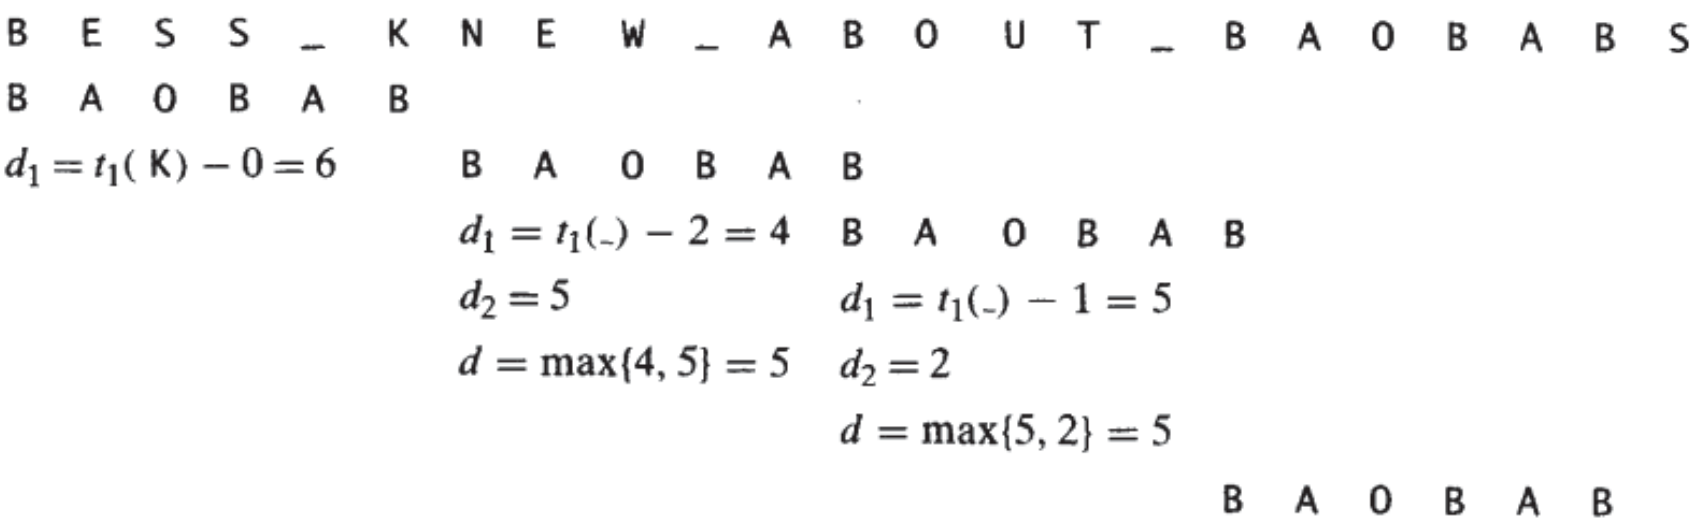 B E S S _ K N E W _ A B O U T _ B A O B A B S
B A O B A B
d₁ = t₁( K) − 0 = 6 B A O B A B
d₁ = t₁(_) − 2 = 4 B A O B A B
d₂ = 5 d₁ = t₁(_) − 1 = 5
d = max{4, 5} = 5 d₂ = 2
d = max{5, 2} = 5
B A O B A B